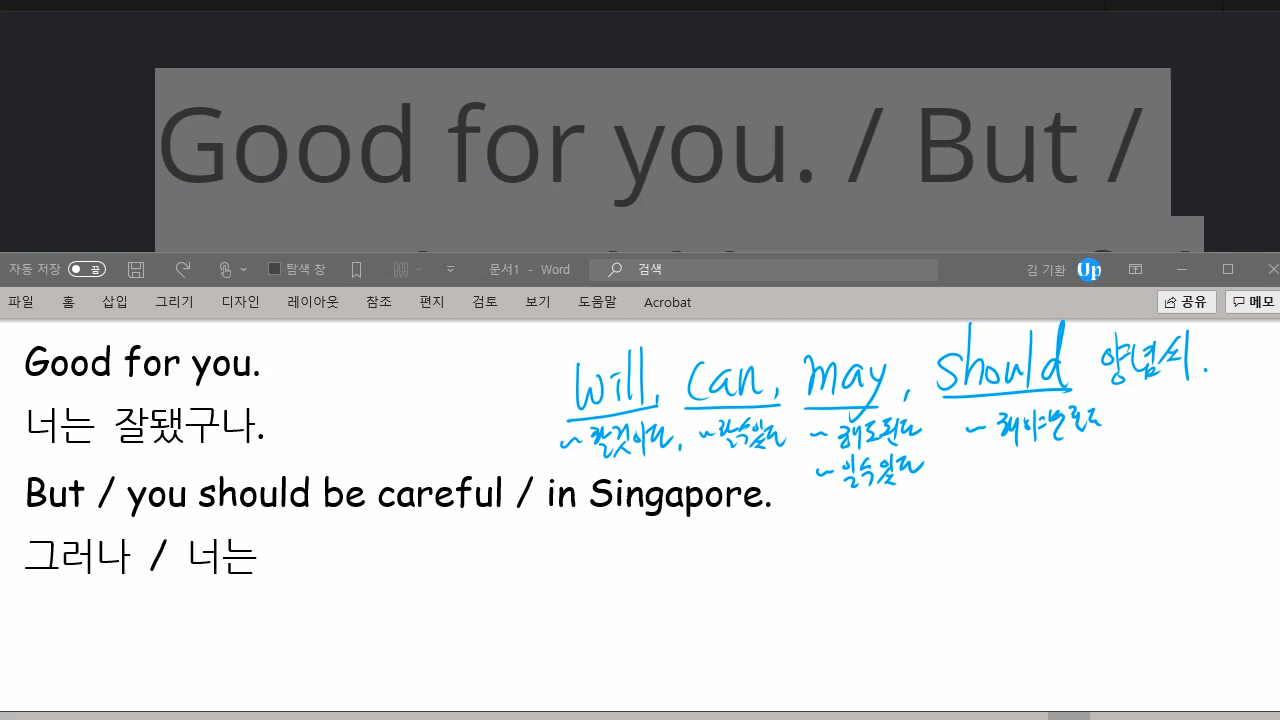 Good for you. / But /
자동 저장 끔 탐색 창 문서1 - Word 검색 김 기환 Up
파일 홈 삽입 그리기 디자인 레이아웃 참조 편지 검토 보기 도움말 Acrobat 공유 메모
Good for you.
will, can, may, should 양념씨.
너는 잘됐구나.
~할것이다, ~할수있다 ~해도된다
~일수있다
But / you should be careful / in Singapore.
그러나 / 너는